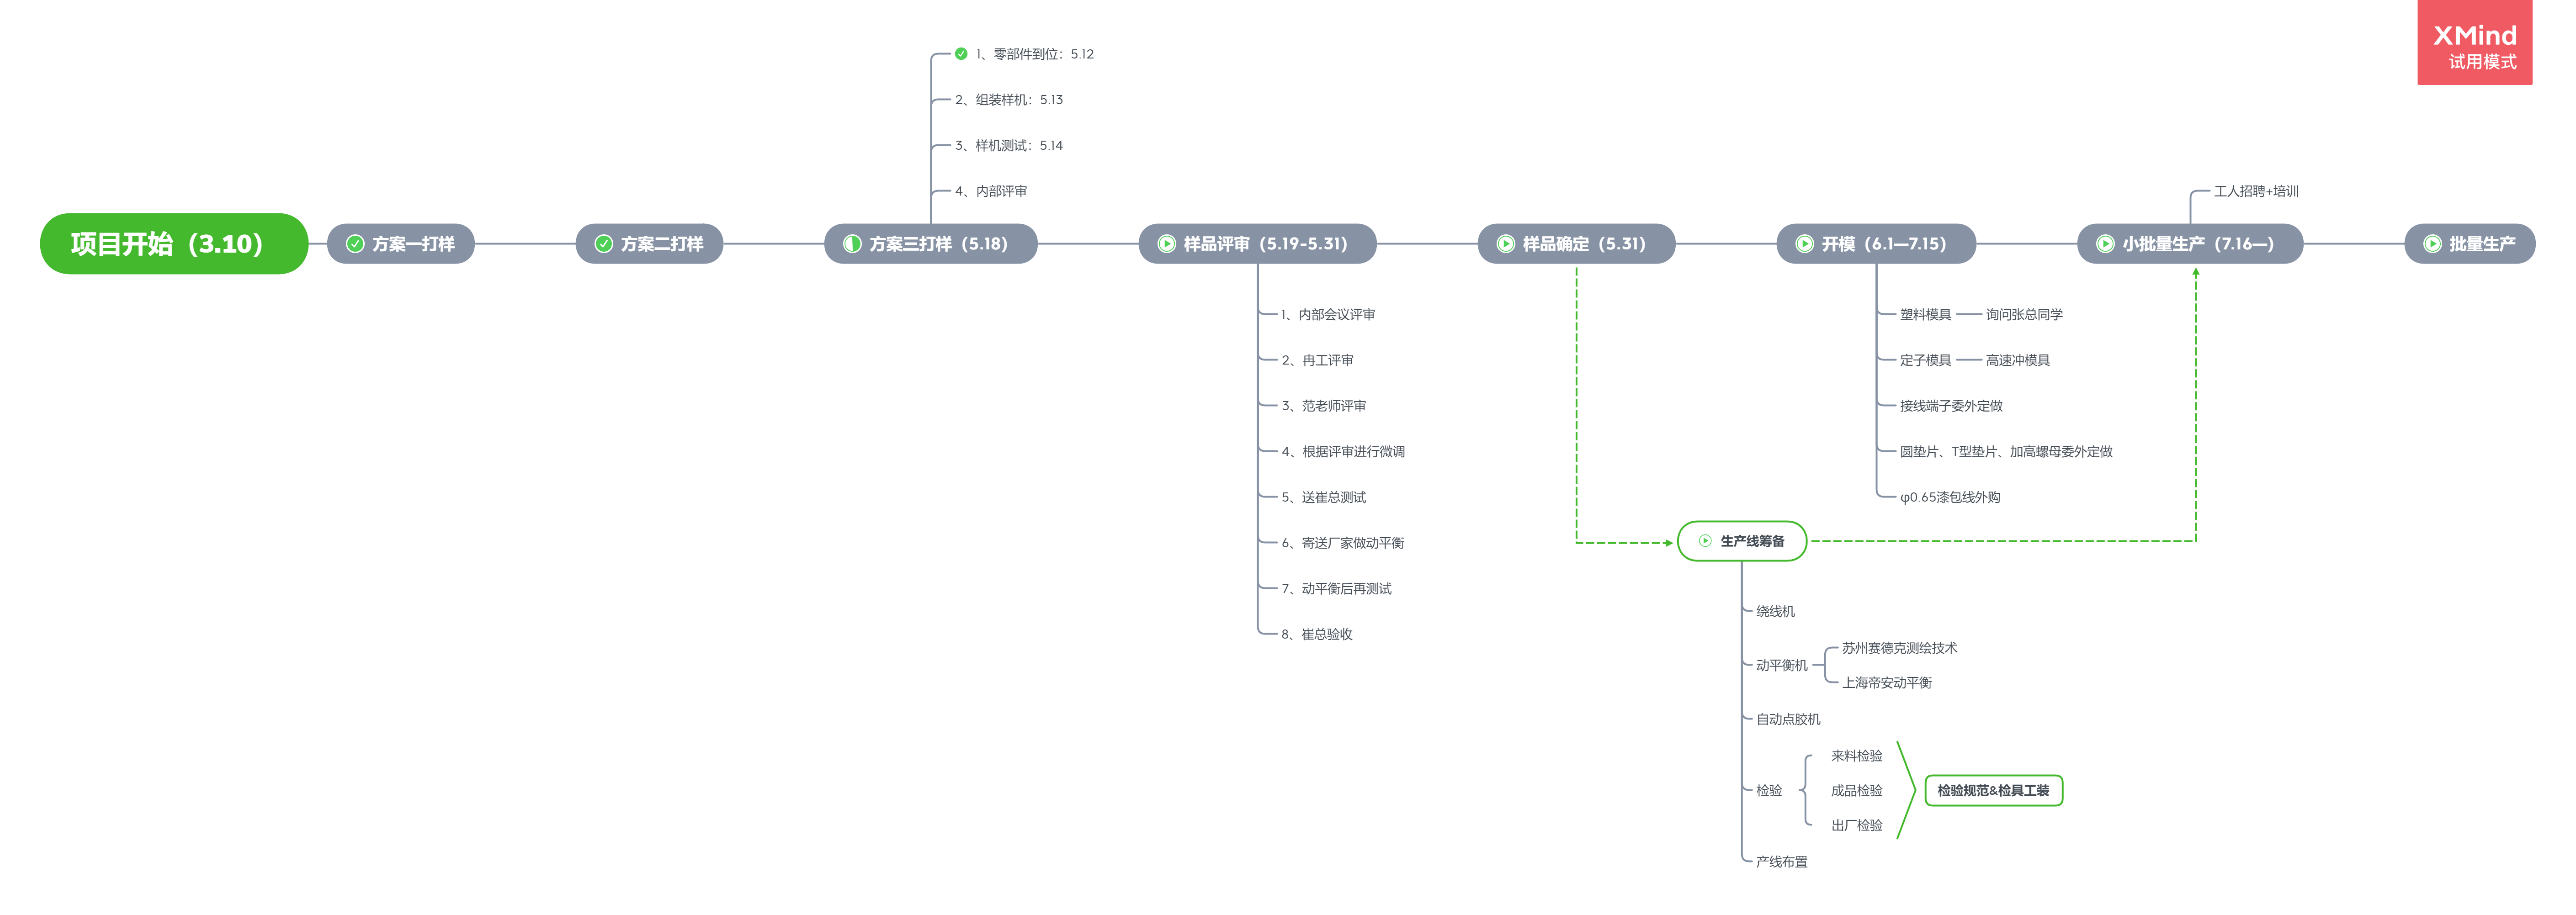 XMind
试用模式
1、零部件到位：5.12
2、组装样机：5.13
3、样机测试：5.14
4、内部评审
工人招聘+培训
项目开始（3.10）
方案一打样
方案二打样
方案三打样（5.18）
样品评审（5.19-5.31）
样品确定（5.31）
开模（6.1—7.15）
小批量生产（7.16—）
批量生产
1、内部会议评审
2、冉工评审
3、范老师评审
4、根据评审进行微调
5、送崔总测试
6、寄送厂家做动平衡
7、动平衡后再测试
8、崔总验收
塑料模具
询问张总同学
定子模具
高速冲模具
接线端子委外定做
圆垫片、T型垫片、加高螺母委外定做
φ0.65漆包线外购
生产线筹备
绕线机
动平衡机
苏州赛德克测绘技术
上海帝安动平衡
自动点胶机
检验
来料检验
成品检验
出厂检验
检验规范&检具工装
产线布置